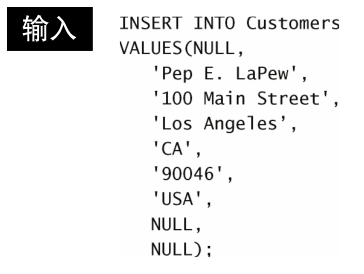 输入
INSERT INTO Customers
VALUES(NULL,
'Pep E. LaPew',
'100 Main Street',
'Los Angeles’,
'CA',
'90046',
'USA',
NULL,
NULL);